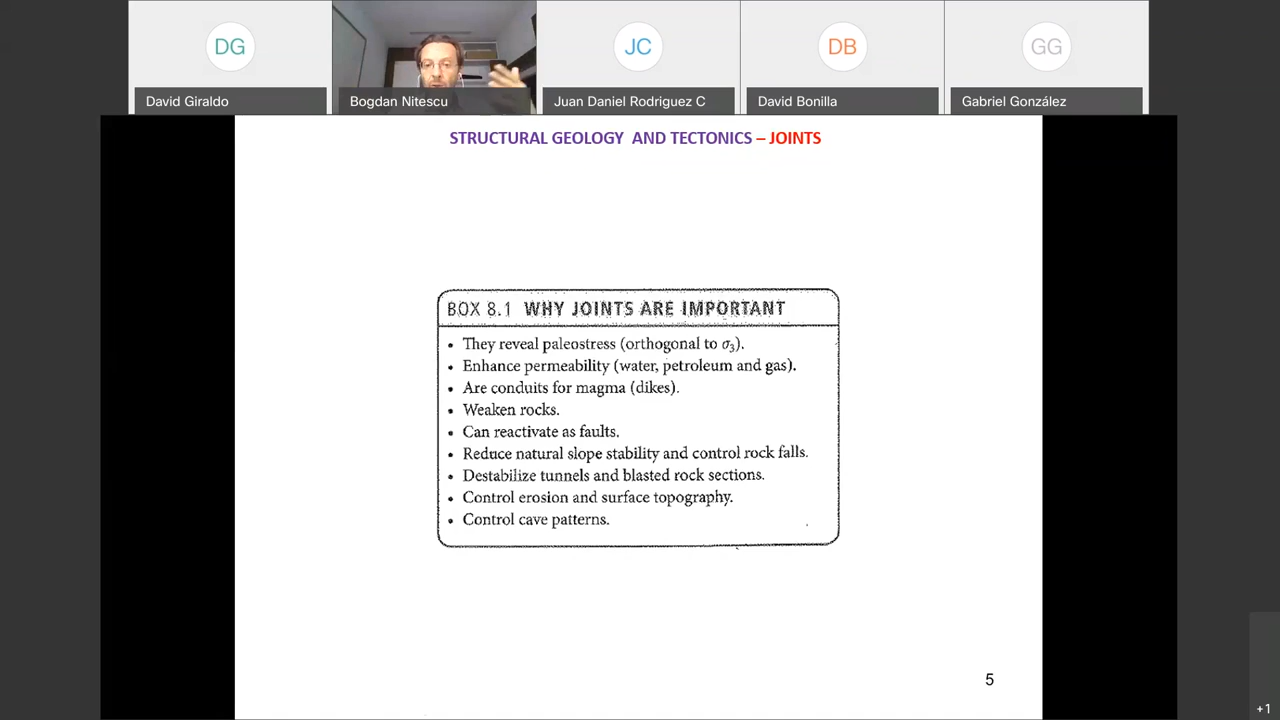 DG
JC
DB
GG
David Giraldo
Bogdan Nitescu
Juan Daniel Rodriguez C
David Bonilla
Gabriel González
STRUCTURAL GEOLOGY AND TECTONICS – JOINTS
BOX 8.1 WHY JOINTS ARE IMPORTANT
• They reveal paleostress (orthogonal to σ₃).
• Enhance permeability (water, petroleum and gas).
• Are conduits for magma (dikes).
• Weaken rocks.
• Can reactivate as faults.
• Reduce natural slope stability and control rock falls.
• Destabilize tunnels and blasted rock sections.
• Control erosion and surface topography.
• Control cave patterns.
5
+1